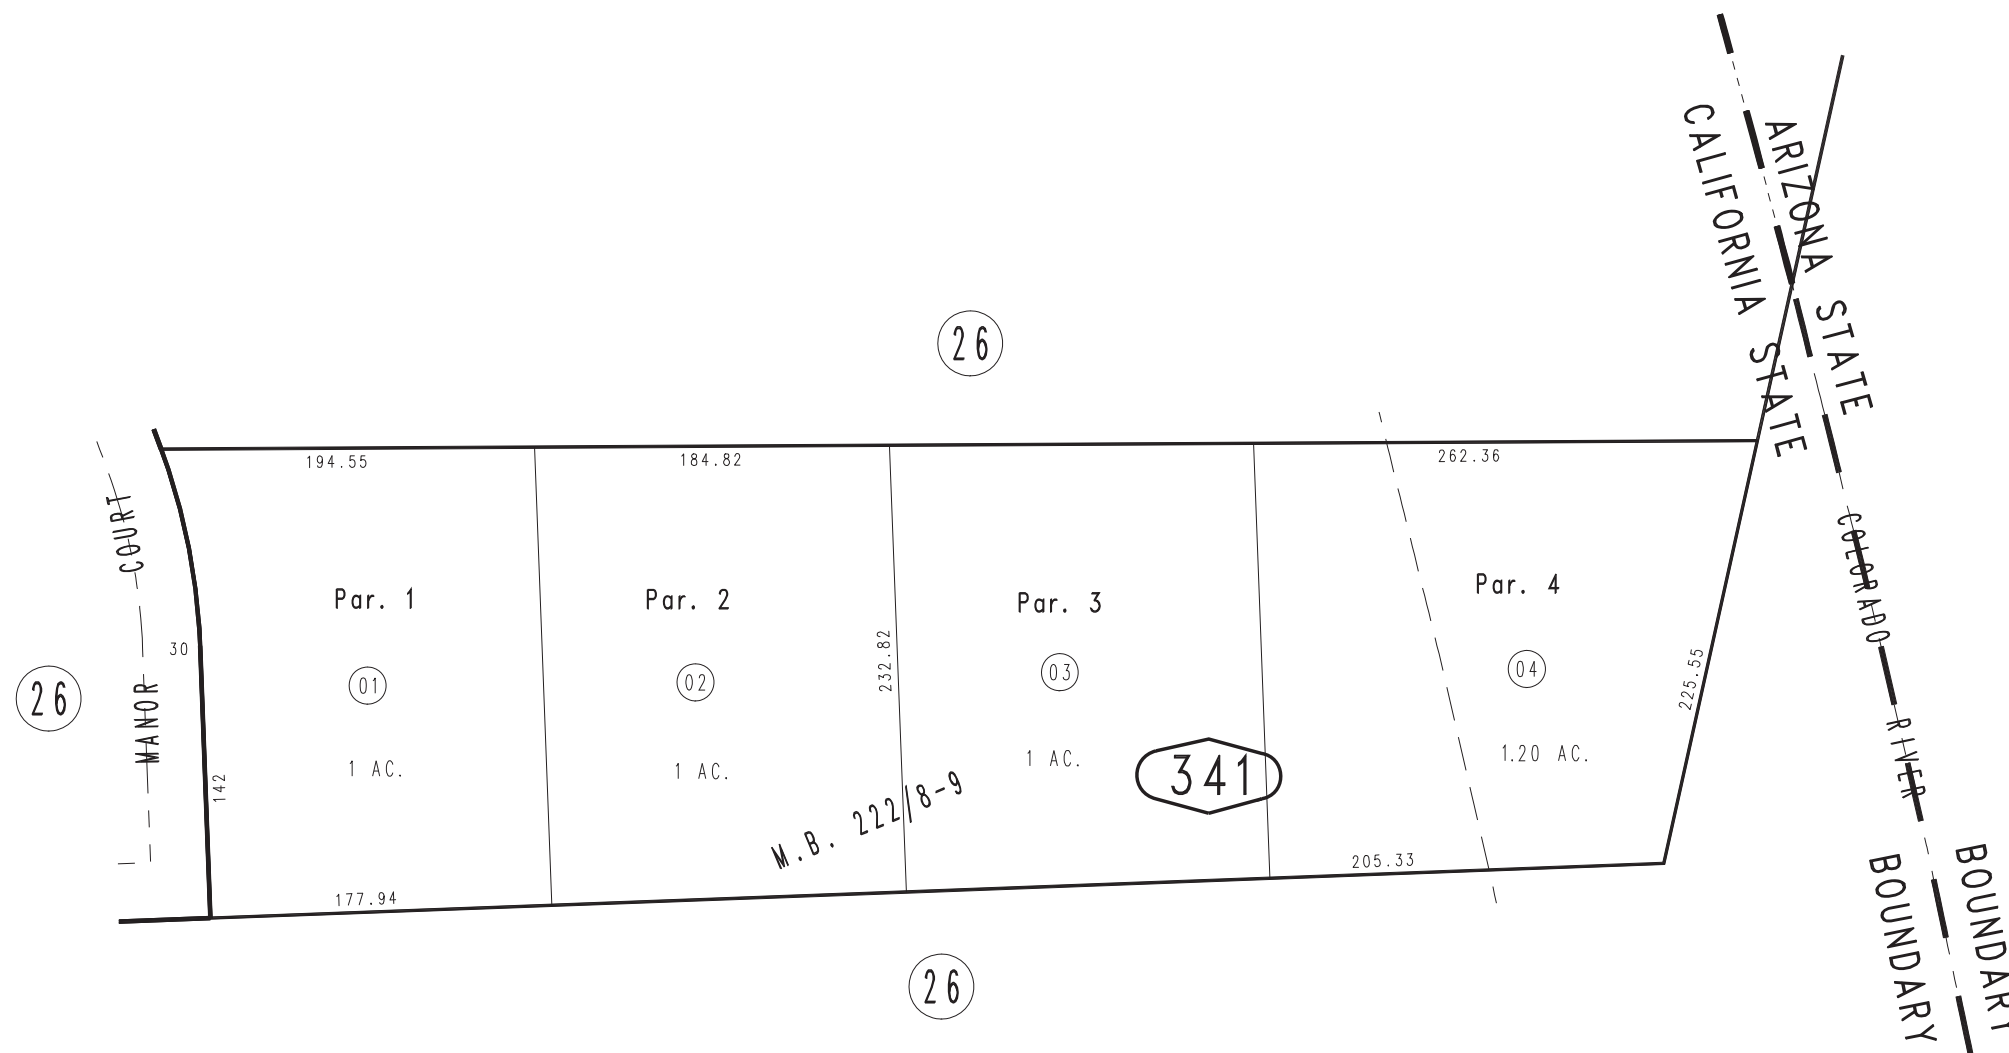 ARIZONA STATE
CALIFORNIA STATE
26
194.55
184.82
262.36
MANOR COURT
COLORADO RIVER
Par. 1
Par. 2
Par. 3
Par. 4
30
232.82
225.55
26
01
02
03
04
1 AC.
1 AC.
1 AC.
1.20 AC.
341
142
M.B. 222/8-9
205.33
177.94
BOUNDARY
BOUNDARY
26